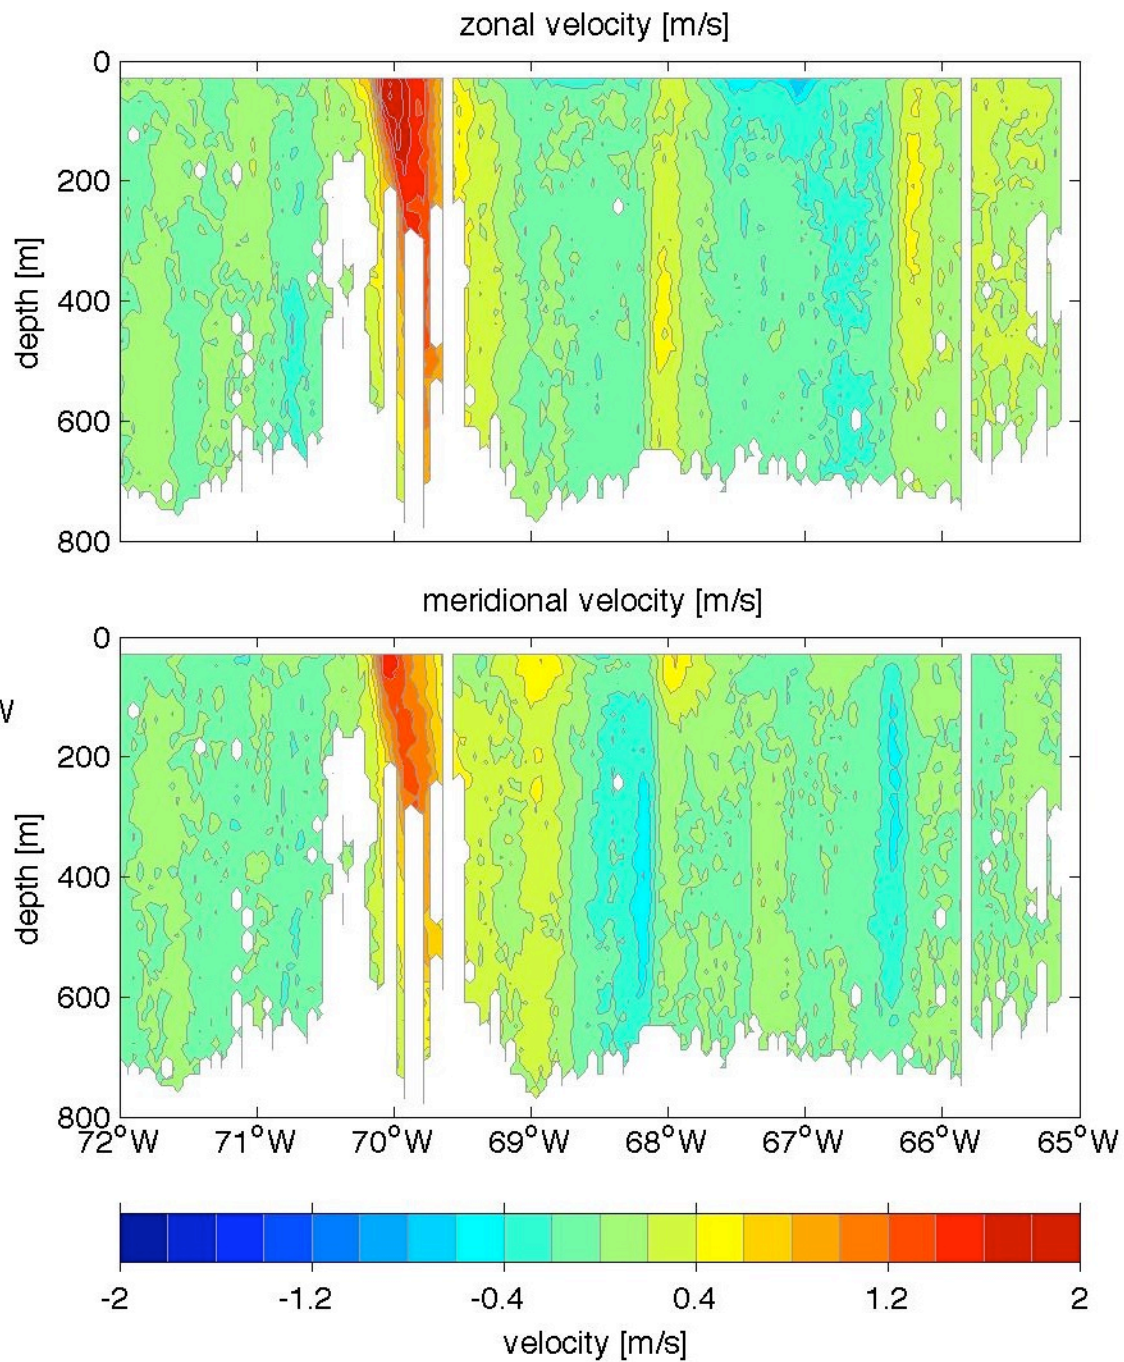 zonal velocity [m/s]
0
200
400
600
800
depth [m]
meridional velocity [m/s]
W
0
200
400
600
800
depth [m]
72°W 71°W 70°W 69°W 68°W 67°W 66°W 65°W
-2 -1.2 -0.4 0.4 1.2 2
velocity [m/s]